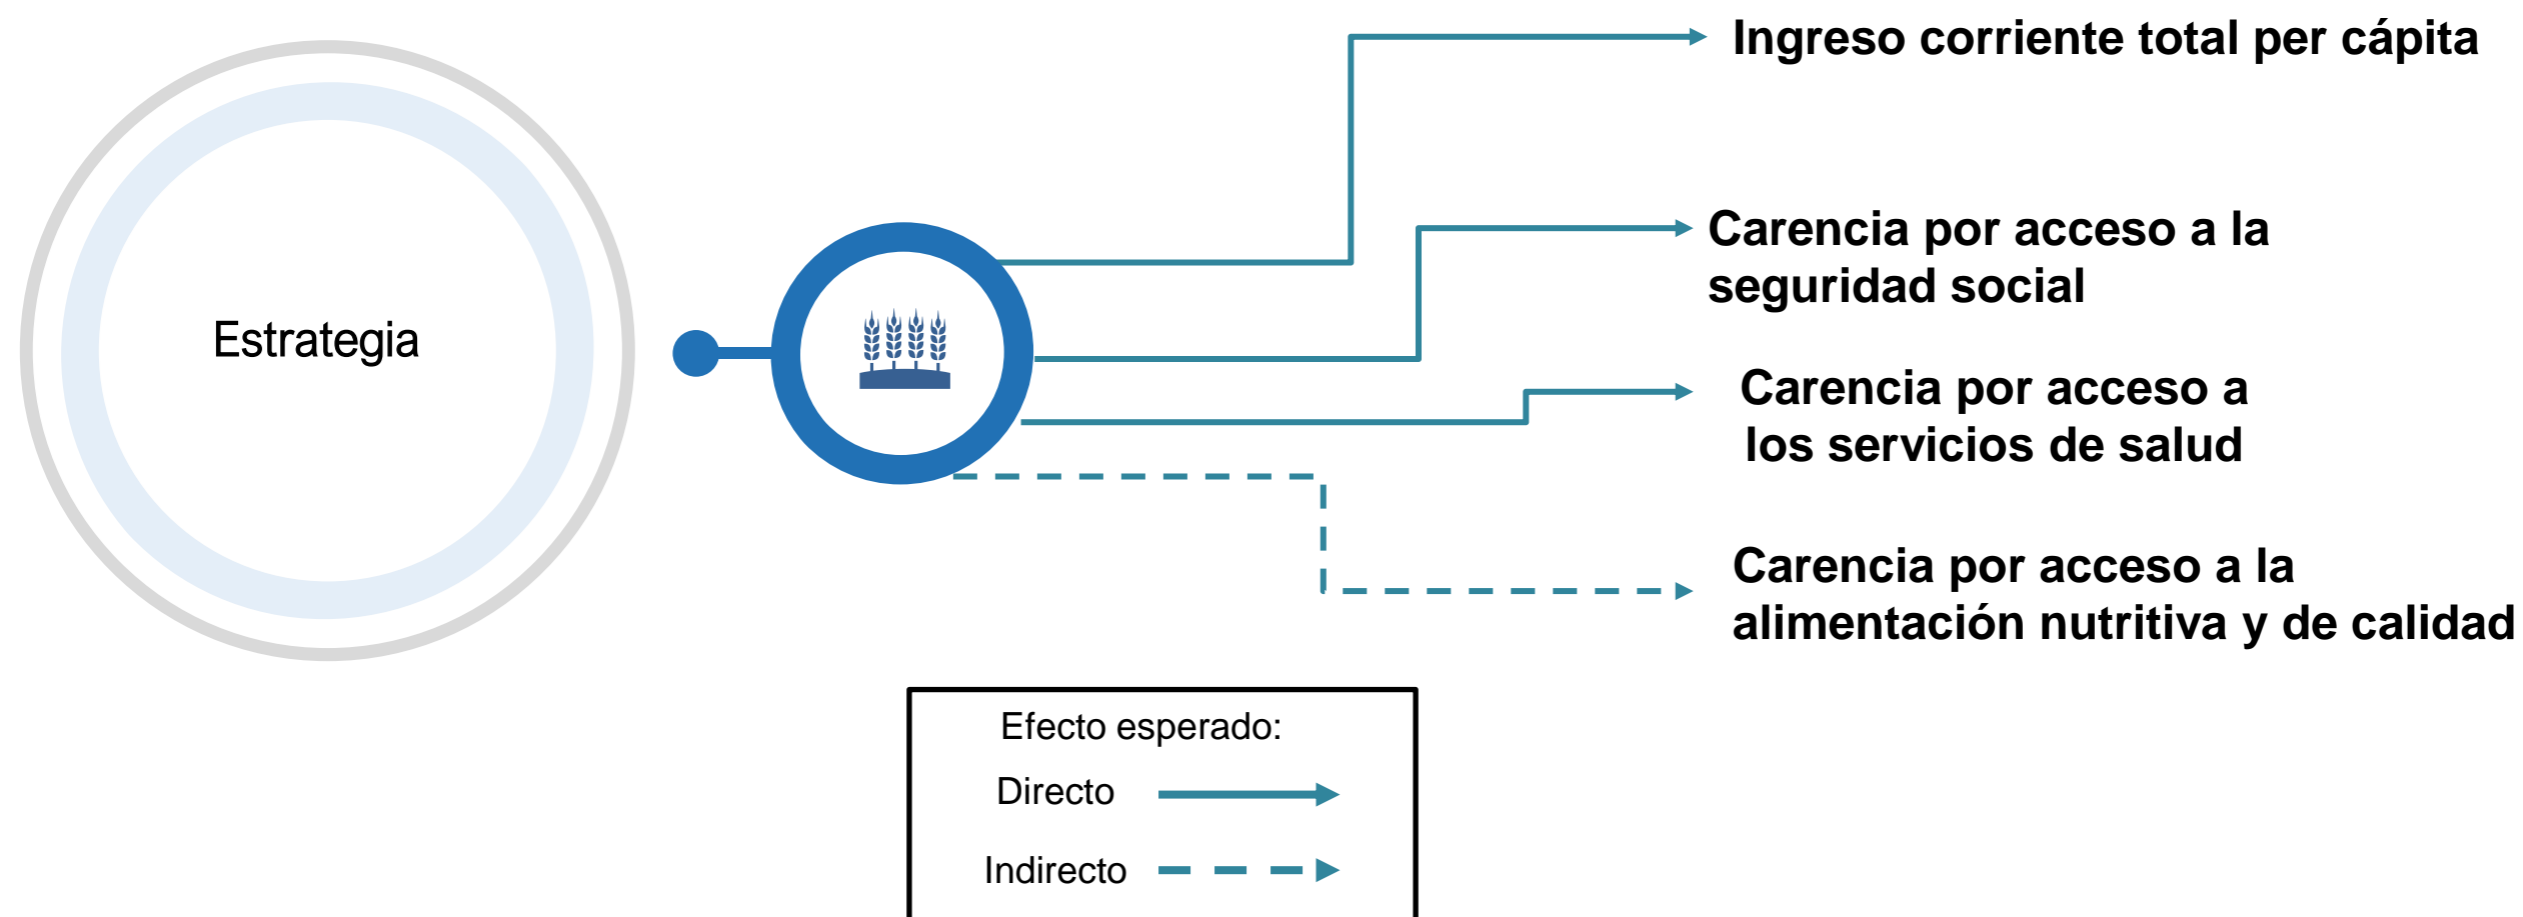 Estrategia
Ingreso corriente total per cápita
Carencia por acceso a la
seguridad social
Carencia por acceso a
los servicios de salud
Carencia por acceso a la
alimentación nutritiva y de calidad
Efecto esperado:
Directo
Indirecto